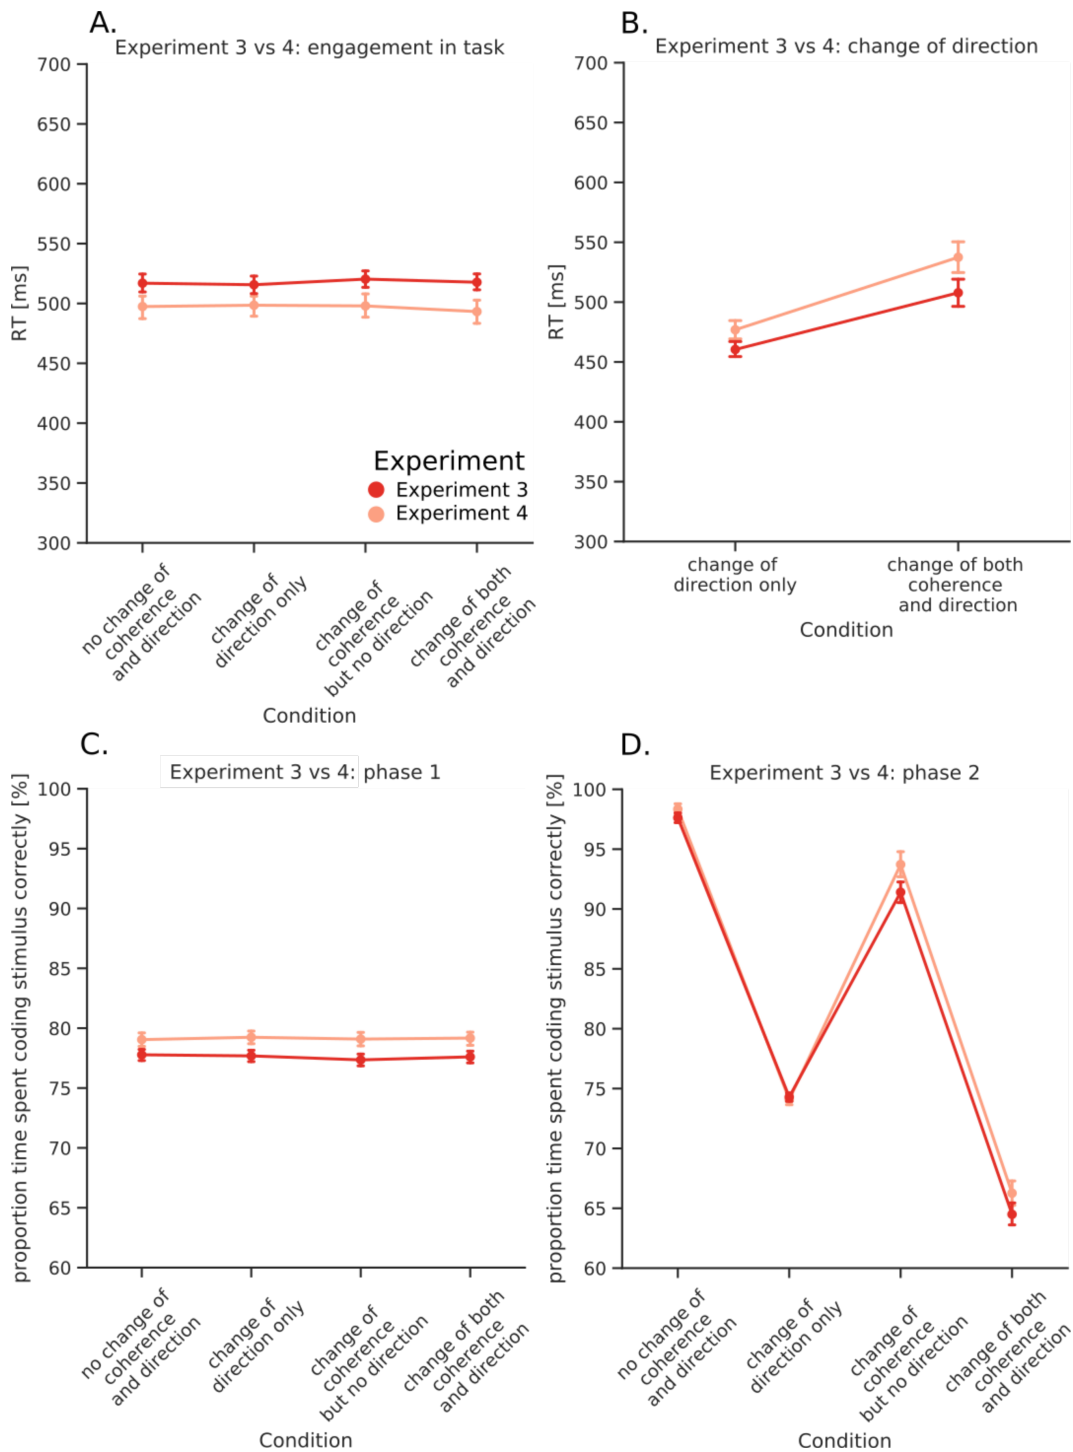 A.
Experiment 3 vs 4: engagement in task
700
650
600
550
500
450
400
350
300
RT [ms]
Experiment
Experiment 3
Experiment 4
no change of
coherence
and direction
change of
direction only
change of
coherence
but no direction
change of both
coherence
and direction
Condition
B.
Experiment 3 vs 4: change of direction
700
650
600
550
500
450
400
350
300
RT [ms]
change of
direction only
change of both
coherence
and direction
Condition
C.
Experiment 3 vs 4: phase 1
100
95
90
85
80
75
70
65
60
proportion time spent coding stimulus correctly [%]
no change of
coherence
and direction
change of
direction only
change of
coherence
but no direction
change of both
coherence
and direction
Condition
D.
Experiment 3 vs 4: phase 2
100
95
90
85
80
75
70
65
60
proportion time spent coding stimulus correctly [%]
no change of
coherence
and direction
change of
direction only
change of
coherence
but no direction
change of both
coherence
and direction
Condition